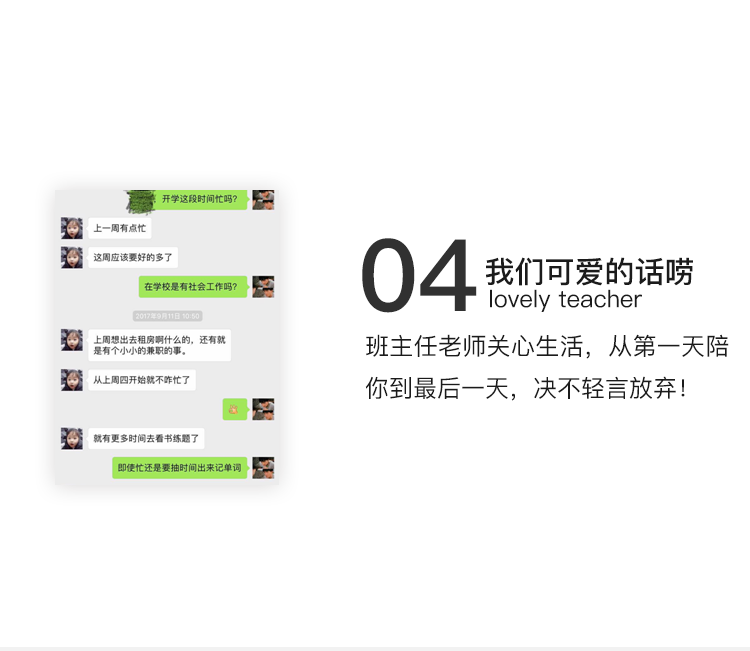 开学这段时间忙吗？
上一周有点忙
这周应该要好的多了
在学校是有社会工作吗？
2017年9月11日 10:50
上周想出去租房啊什么的，还有就
是有个小小的兼职的事。
从上周四开始就不咋忙了
就有更多时间去看书练题了
即使忙还是要抽时间出来记单词
04
我们可爱的话唠
lovely teacher
班主任老师关心生活，从第一天陪
你到最后一天，决不轻言放弃！